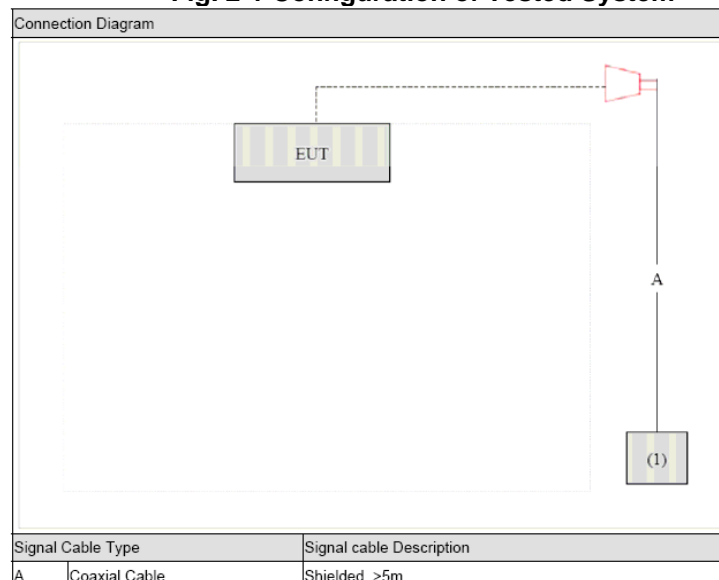 Fig. 2-1 Configuration of Tested System
Connection Diagram
EUT
A
(1)
Signal Cable Type Signal cable Description
A Coaxial Cable Shielded, >5m